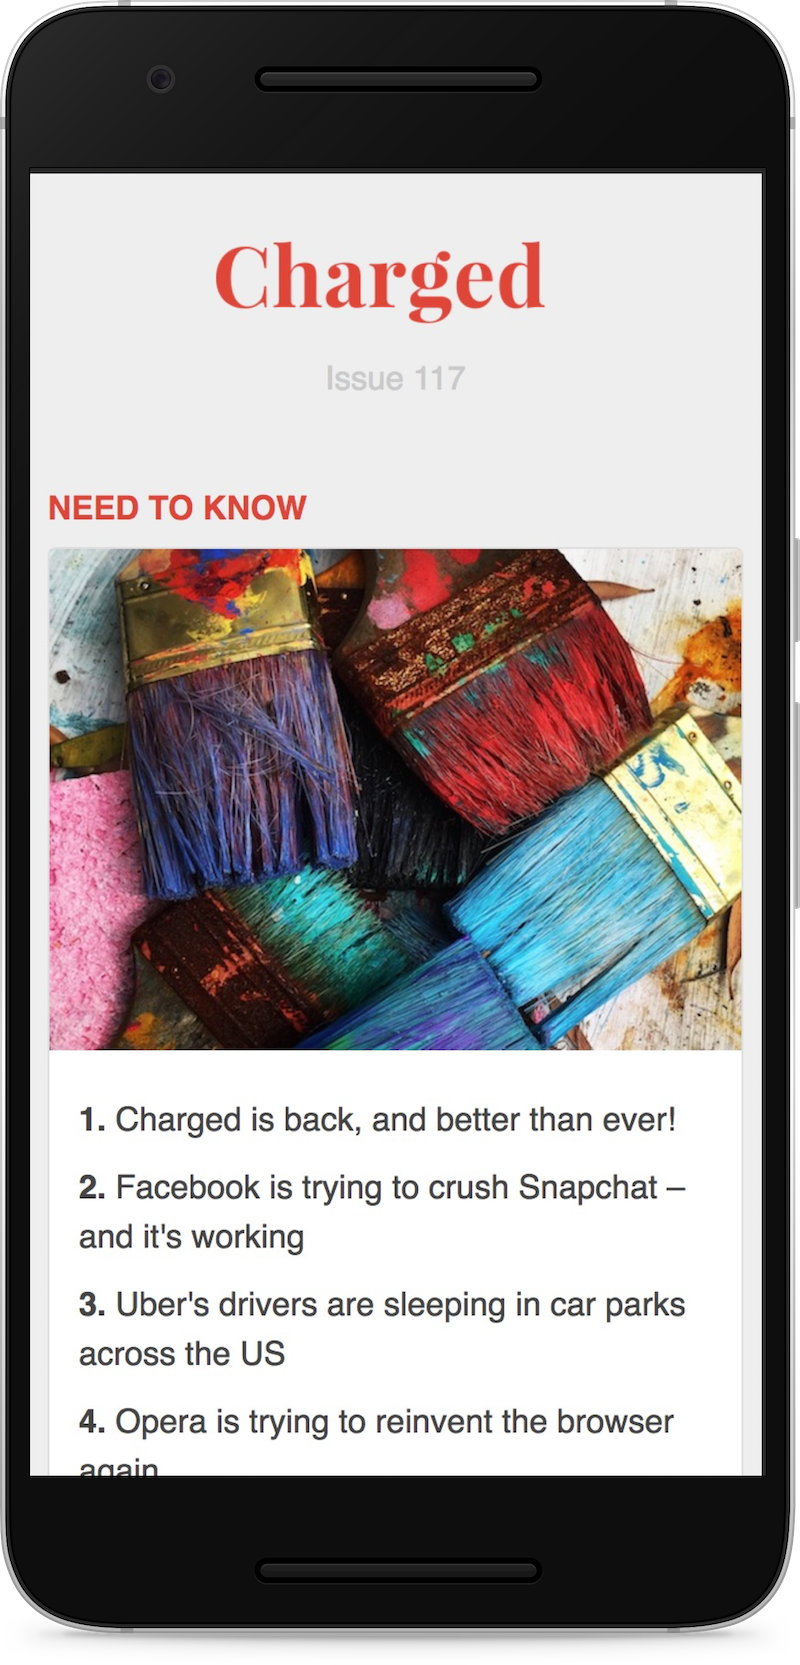 Charged
Issue 117
NEED TO KNOW
1. Charged is back, and better than ever!
2. Facebook is trying to crush Snapchat –
and it's working
3. Uber's drivers are sleeping in car parks
across the US
4. Opera is trying to reinvent the browser
again